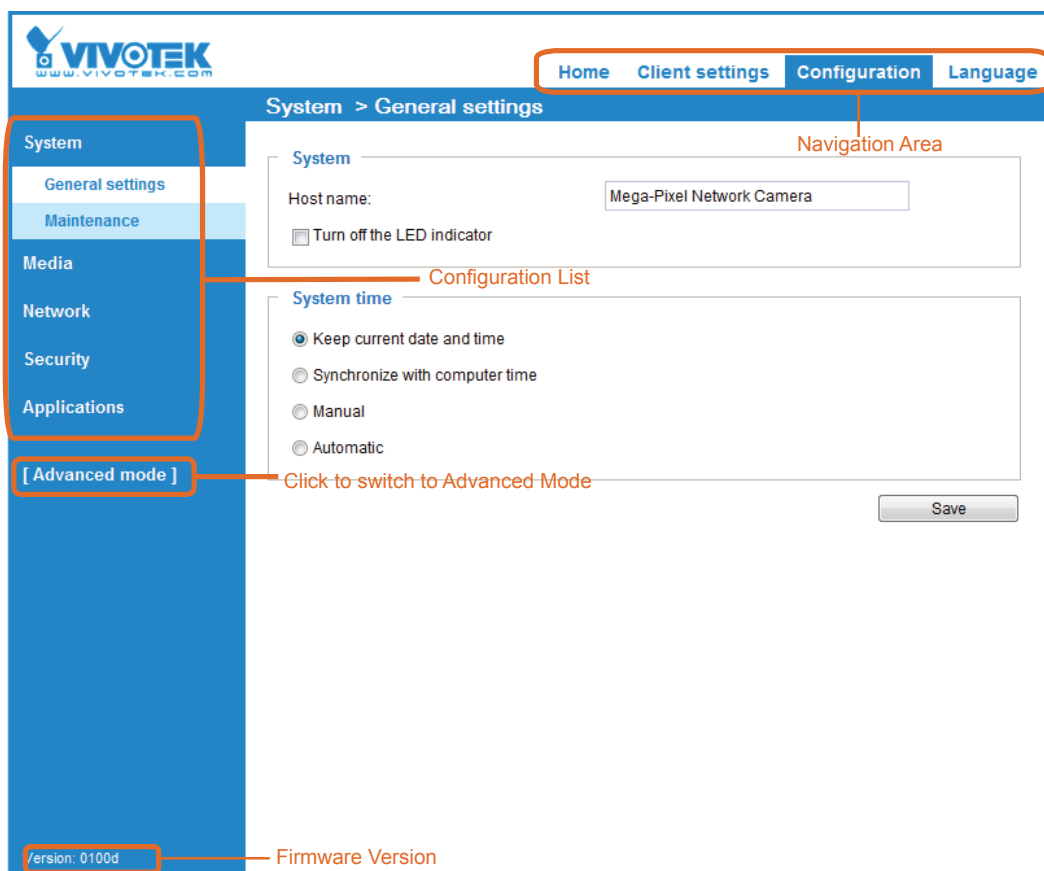 VIVOTEK
www.vivotek.com
Home Client settings Configuration Language
System > General settings
Navigation Area
System
General settings
Maintenance
Media
Network
Security
Applications
[ Advanced mode ]
Configuration List
System
Host name: Mega-Pixel Network Camera
Turn off the LED indicator
System time
Keep current date and time
Synchronize with computer time
Manual
Automatic
Click to switch to Advanced Mode
Save
Version: 0100d
Firmware Version